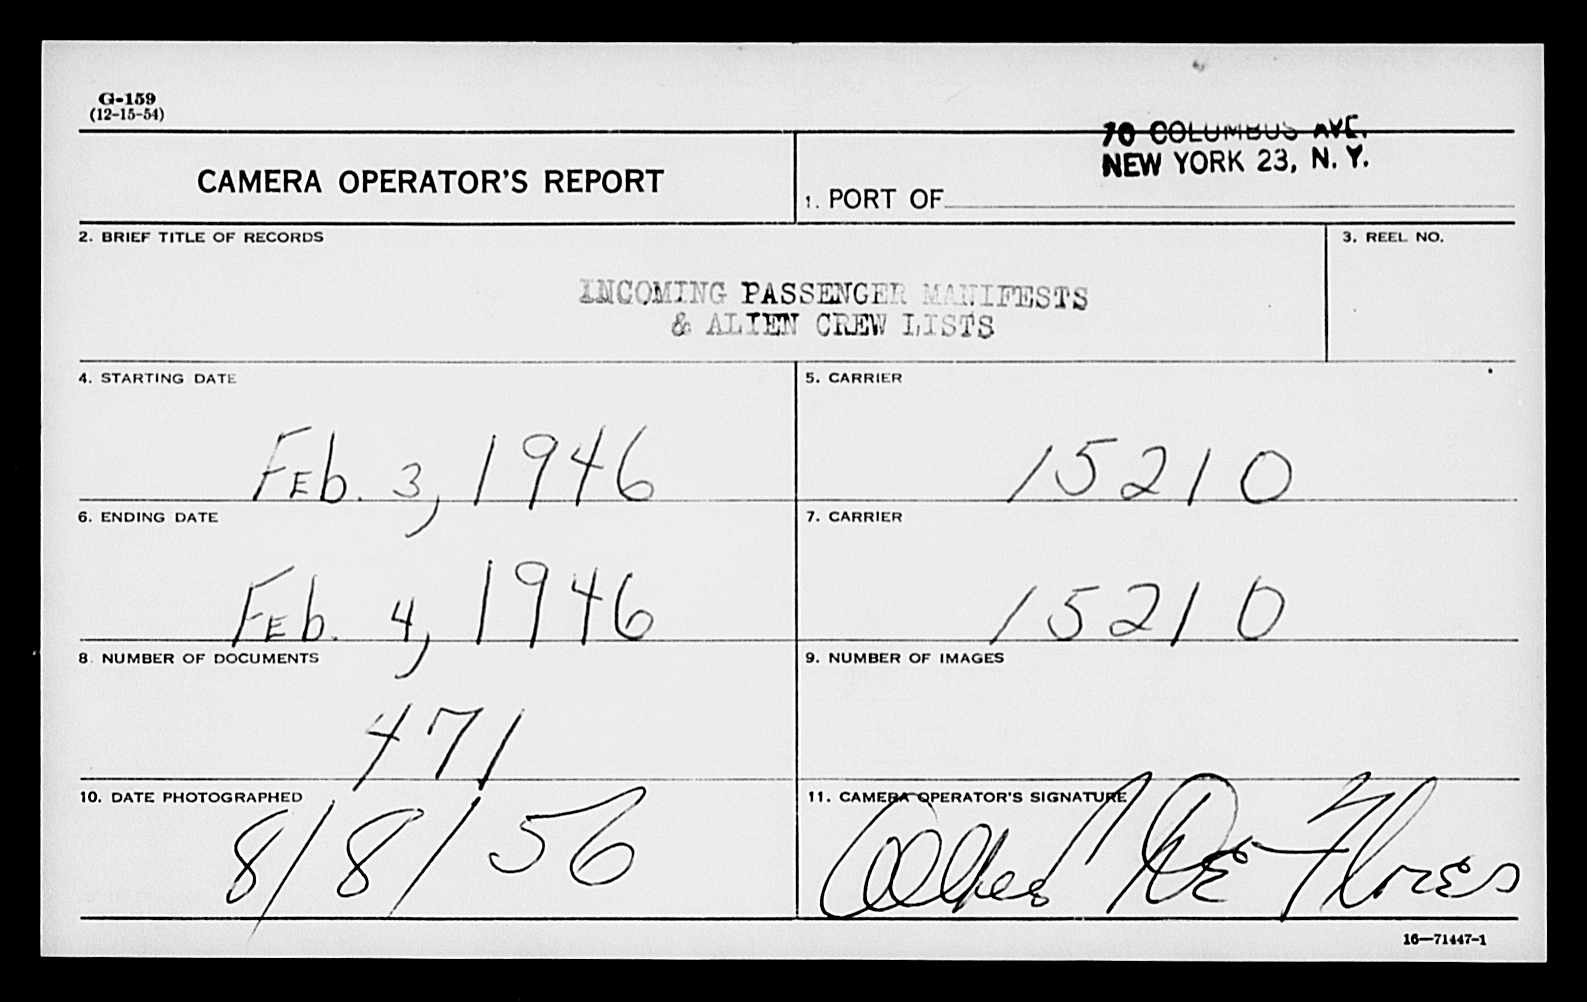 G-159
(12-15-54)
70 COLUMBUS AVE.
NEW YORK 23, N. Y.
CAMERA OPERATOR'S REPORT
1. PORT OF
2. BRIEF TITLE OF RECORDS
3. REEL NO.
INCOMING PASSENGER MANIFESTS
& ALIEN CREW LISTS
4. STARTING DATE
5. CARRIER
Feb. 3, 1946
15210
6. ENDING DATE
7. CARRIER
Feb. 4, 1946
15210
8. NUMBER OF DOCUMENTS
9. NUMBER OF IMAGES
471
10. DATE PHOTOGRAPHED
11. CAMERA OPERATOR'S SIGNATURE
8/8/56
De Flores
16—71447-1